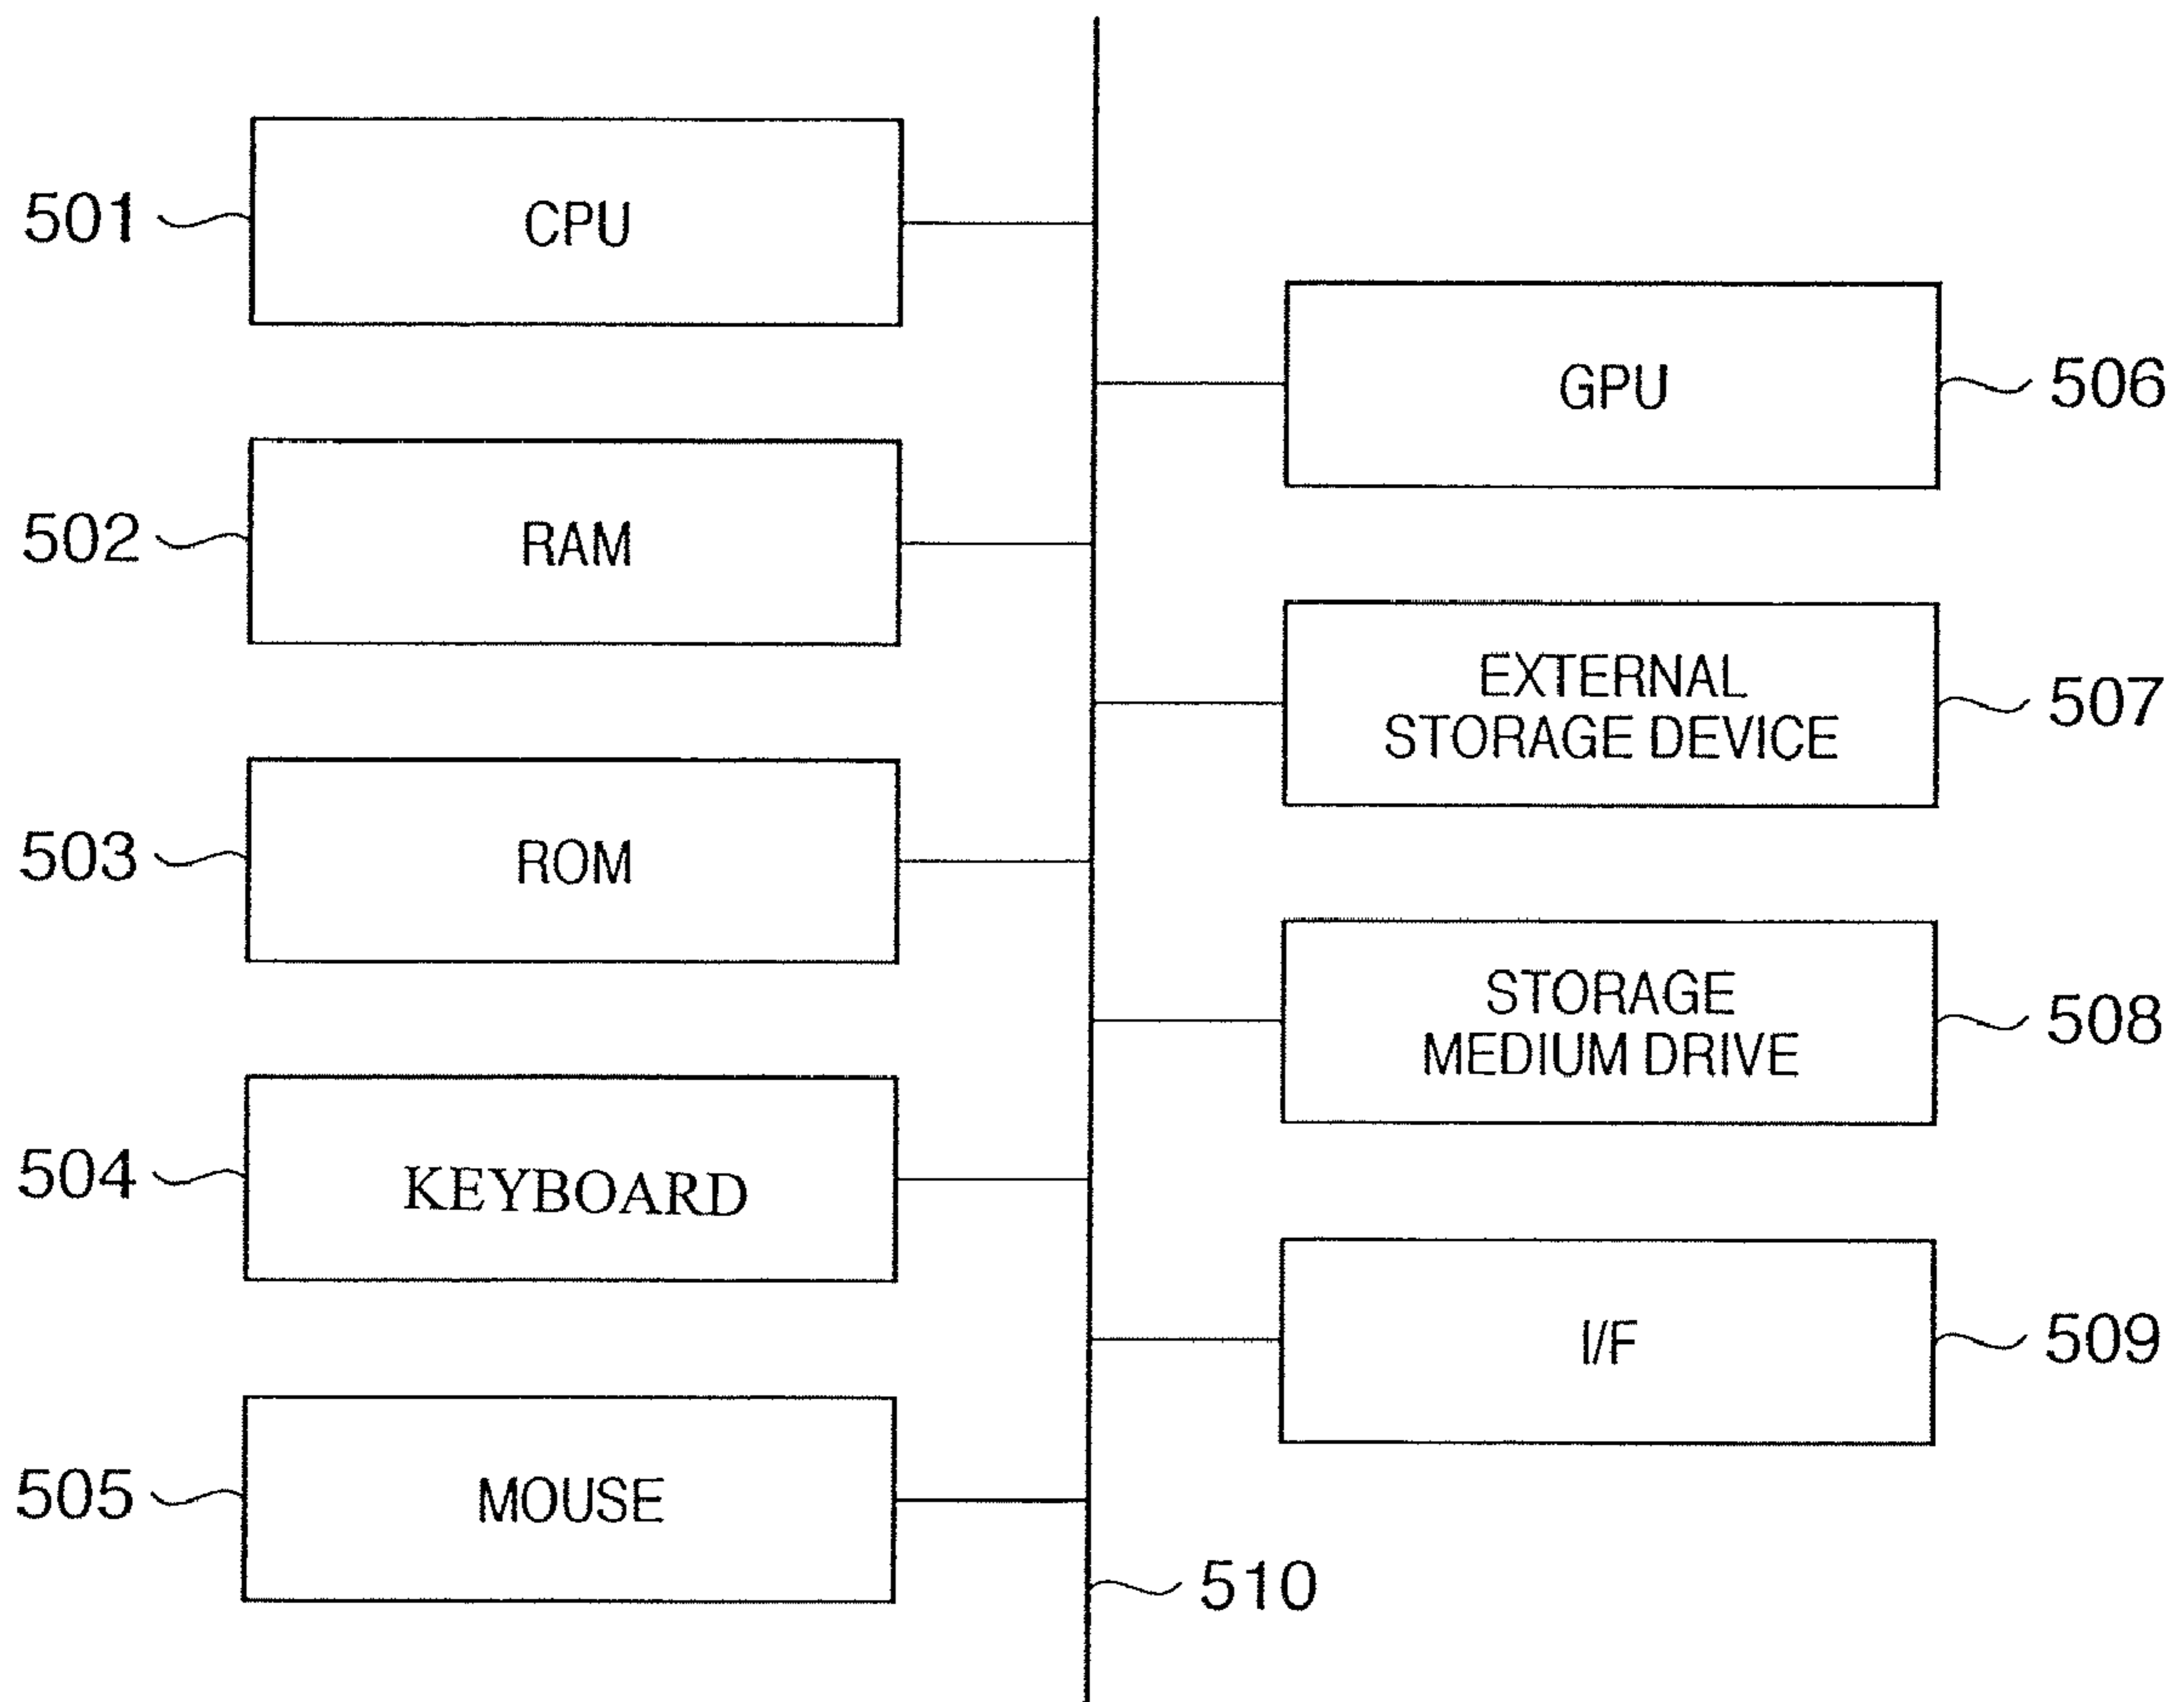 501
CPU
502
RAM
503
ROM
504
KEYBOARD
505
MOUSE
GPU
506
EXTERNAL
STORAGE DEVICE
507
STORAGE
MEDIUM DRIVE
508
I/F
509
510